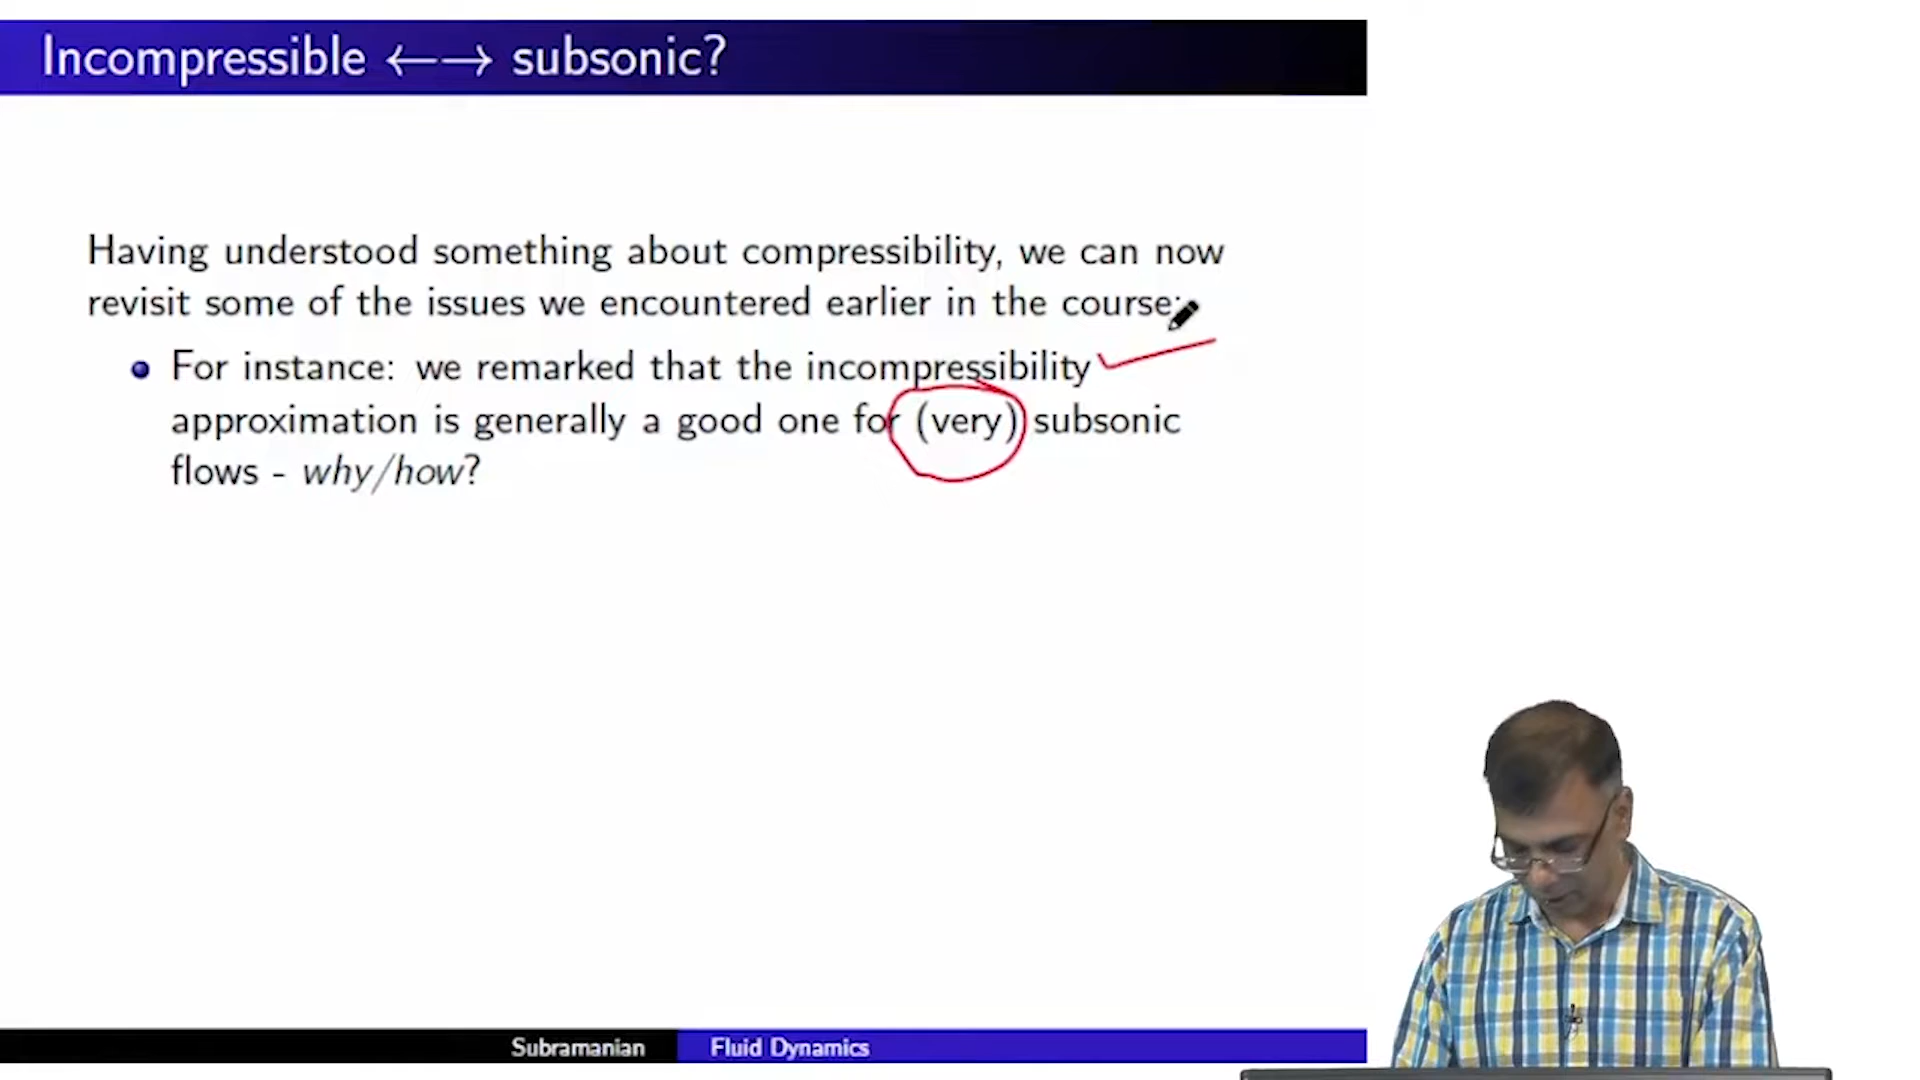 Incompressible ←→ subsonic?
Having understood something about compressibility, we can now
revisit some of the issues we encountered earlier in the course:
For instance: we remarked that the incompressibility
approximation is generally a good one for (very) subsonic
flows - why/how?
Subramanian Fluid Dynamics